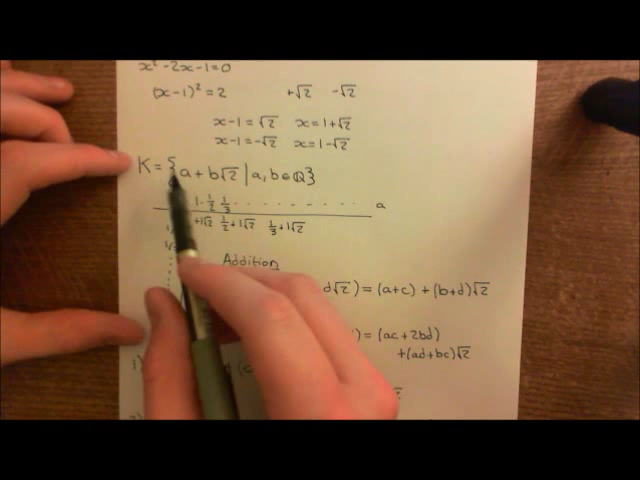 x² - 2x - 1 = 0
(x-1)² = 2 +√2 -√2
x-1 = √2 x = 1+√2
x-1 = -√2 x = 1-√2
K = {a + b√2 | a, b ∈ ℚ}
1 · 1/2 1/3 · · · · · · · · · a
+1√2 1/2 + 1√2 1/3 + 1√2
Addition
d√2) = (a+c) + (b+d)√2
) = (ac + 2bd)
+(ad+bc)√2
1)